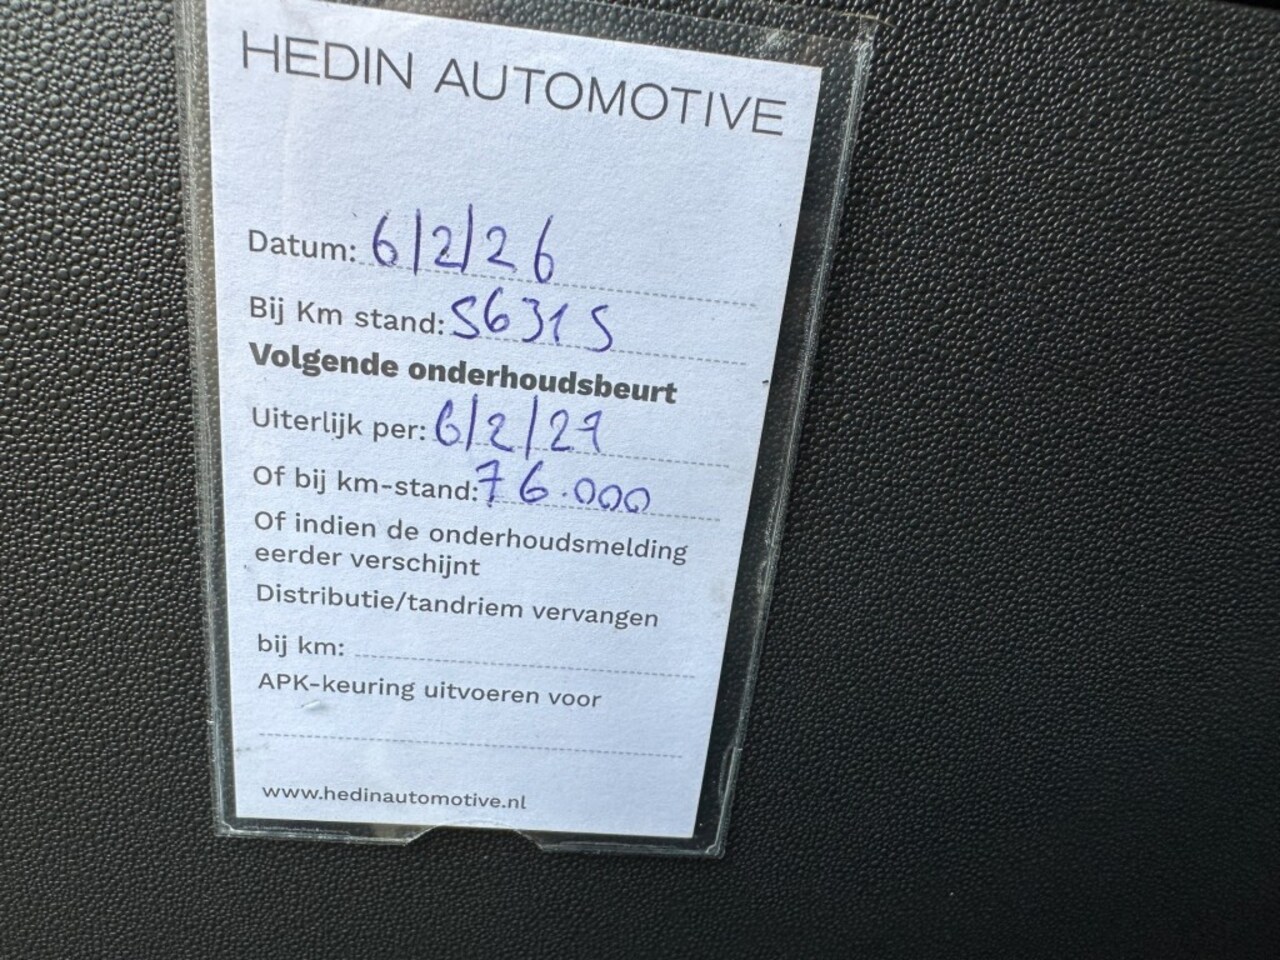 HEDIN AUTOMOTIVE
Datum: 6/2/26
Bij Km stand: 56315
Volgende onderhoudsbeurt
Uiterlijk per: 6/2/27
Of bij km-stand: 76.000
Of indien de onderhoudsmelding
eerder verschijnt
Distributie/tandriem vervangen
bij km:
APK-keuring uitvoeren voor
www.hedinautomotive.nl